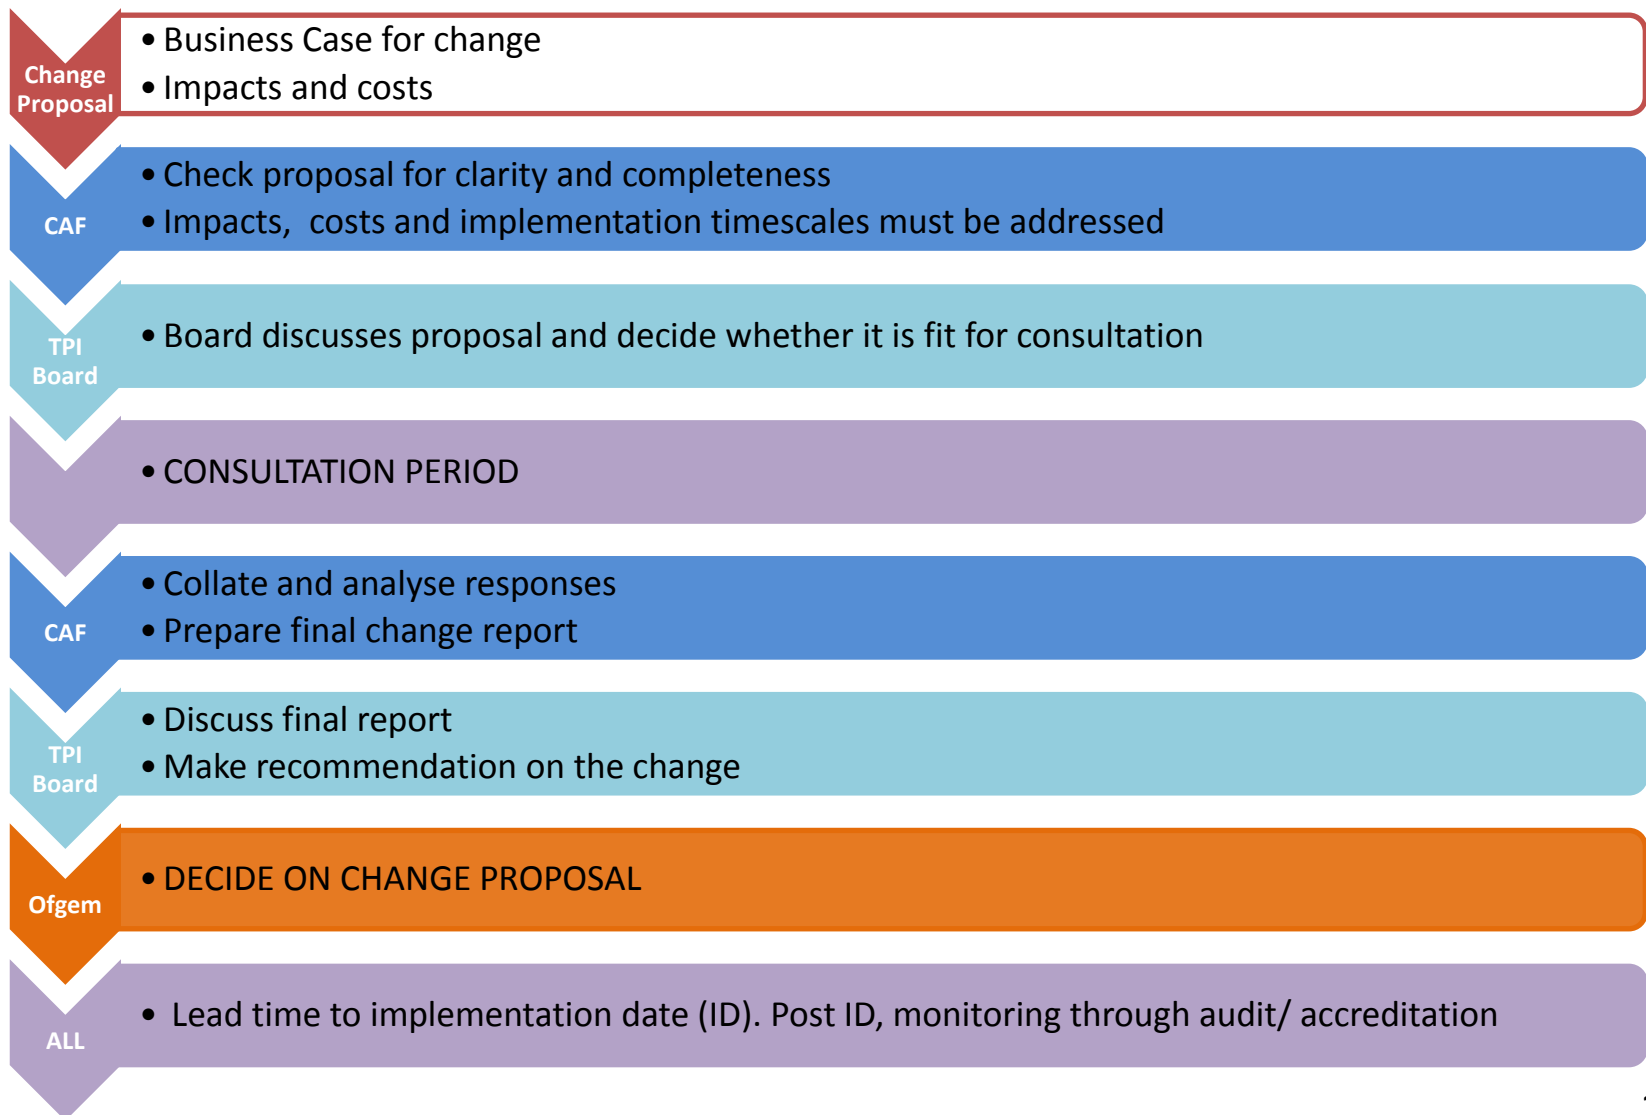 Change
Proposal
• Business Case for change
• Impacts and costs
CAF
• Check proposal for clarity and completeness
• Impacts,  costs and implementation timescales must be addressed
TPI
Board
• Board discusses proposal and decide whether it is fit for consultation
• CONSULTATION PERIOD
CAF
• Collate and analyse responses
• Prepare final change report
TPI
Board
• Discuss final report
• Make recommendation on the change
Ofgem
• DECIDE ON CHANGE PROPOSAL
ALL
• Lead time to implementation date (ID). Post ID, monitoring through audit/ accreditation